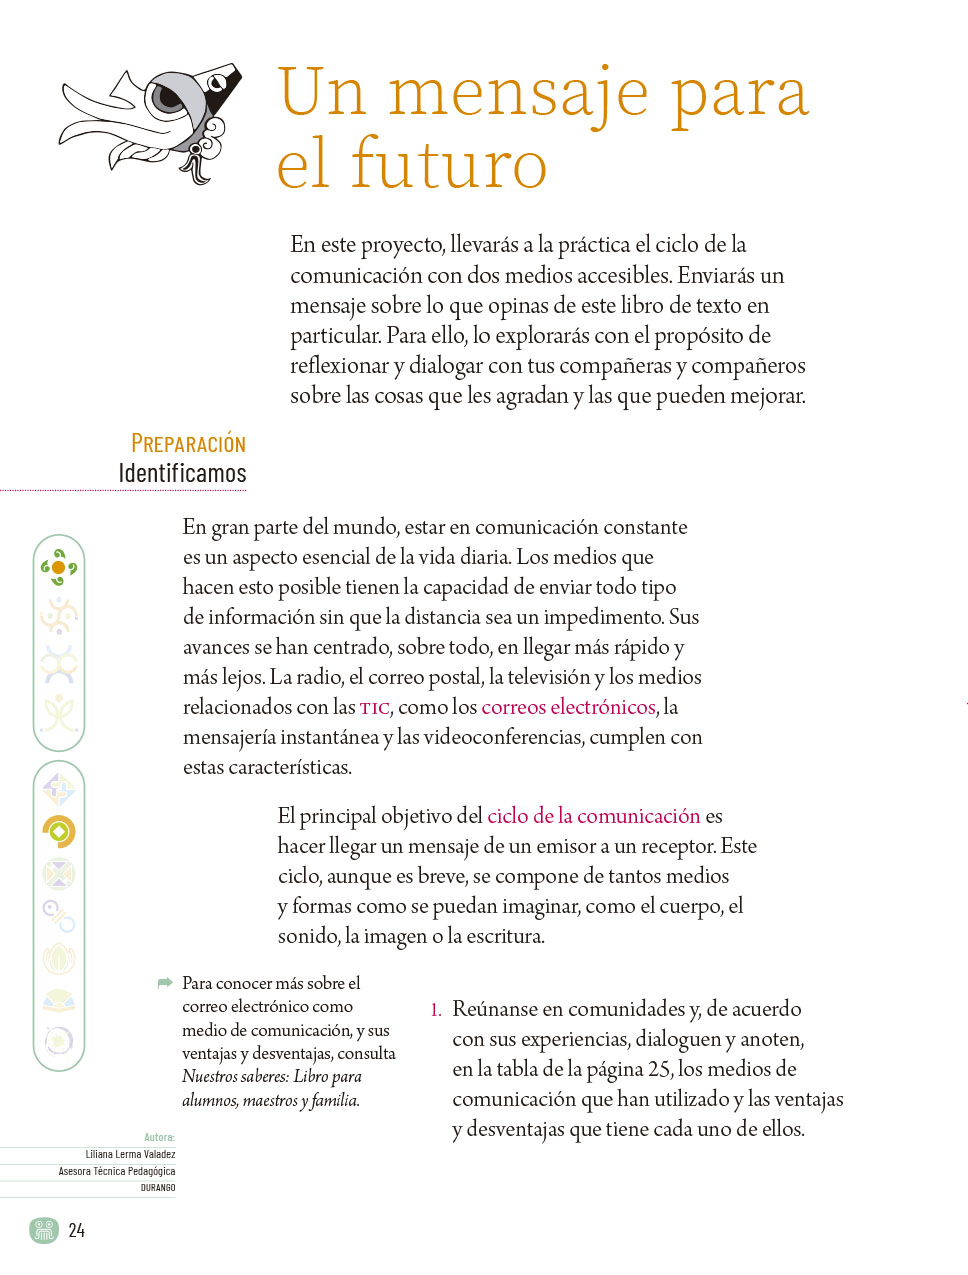 Un mensaje para
el futuro
En este proyecto, llevarás a la práctica el ciclo de la
comunicación con dos medios accesibles. Enviarás un
mensaje sobre lo que opinas de este libro de texto en
particular. Para ello, lo explorarás con el propósito de
reflexionar y dialogar con tus compañeras y compañeros
sobre las cosas que les agradan y las que pueden mejorar.
PREPARACIÓN
Identificamos
En gran parte del mundo, estar en comunicación constante
es un aspecto esencial de la vida diaria. Los medios que
hacen esto posible tienen la capacidad de enviar todo tipo
de información sin que la distancia sea un impedimento. Sus
avances se han centrado, sobre todo, en llegar más rápido y
más lejos. La radio, el correo postal, la televisión y los medios
relacionados con las TIC, como los correos electrónicos, la
mensajería instantánea y las videoconferencias, cumplen con
estas características.
El principal objetivo del ciclo de la comunicación es
hacer llegar un mensaje de un emisor a un receptor. Este
ciclo, aunque es breve, se compone de tantos medios
y formas como se puedan imaginar, como el cuerpo, el
sonido, la imagen o la escritura.
Para conocer más sobre el
correo electrónico como
medio de comunicación, y sus
ventajas y desventajas, consulta
Nuestros saberes: Libro para
alumnos, maestros y familia.
1. Reúnanse en comunidades y, de acuerdo
con sus experiencias, dialoguen y anoten,
en la tabla de la página 25, los medios de
comunicación que han utilizado y las ventajas
y desventajas que tiene cada uno de ellos.
Autora:
Liliana Lerma Valadez
Asesora Técnica Pedagógica
DURANGO
24